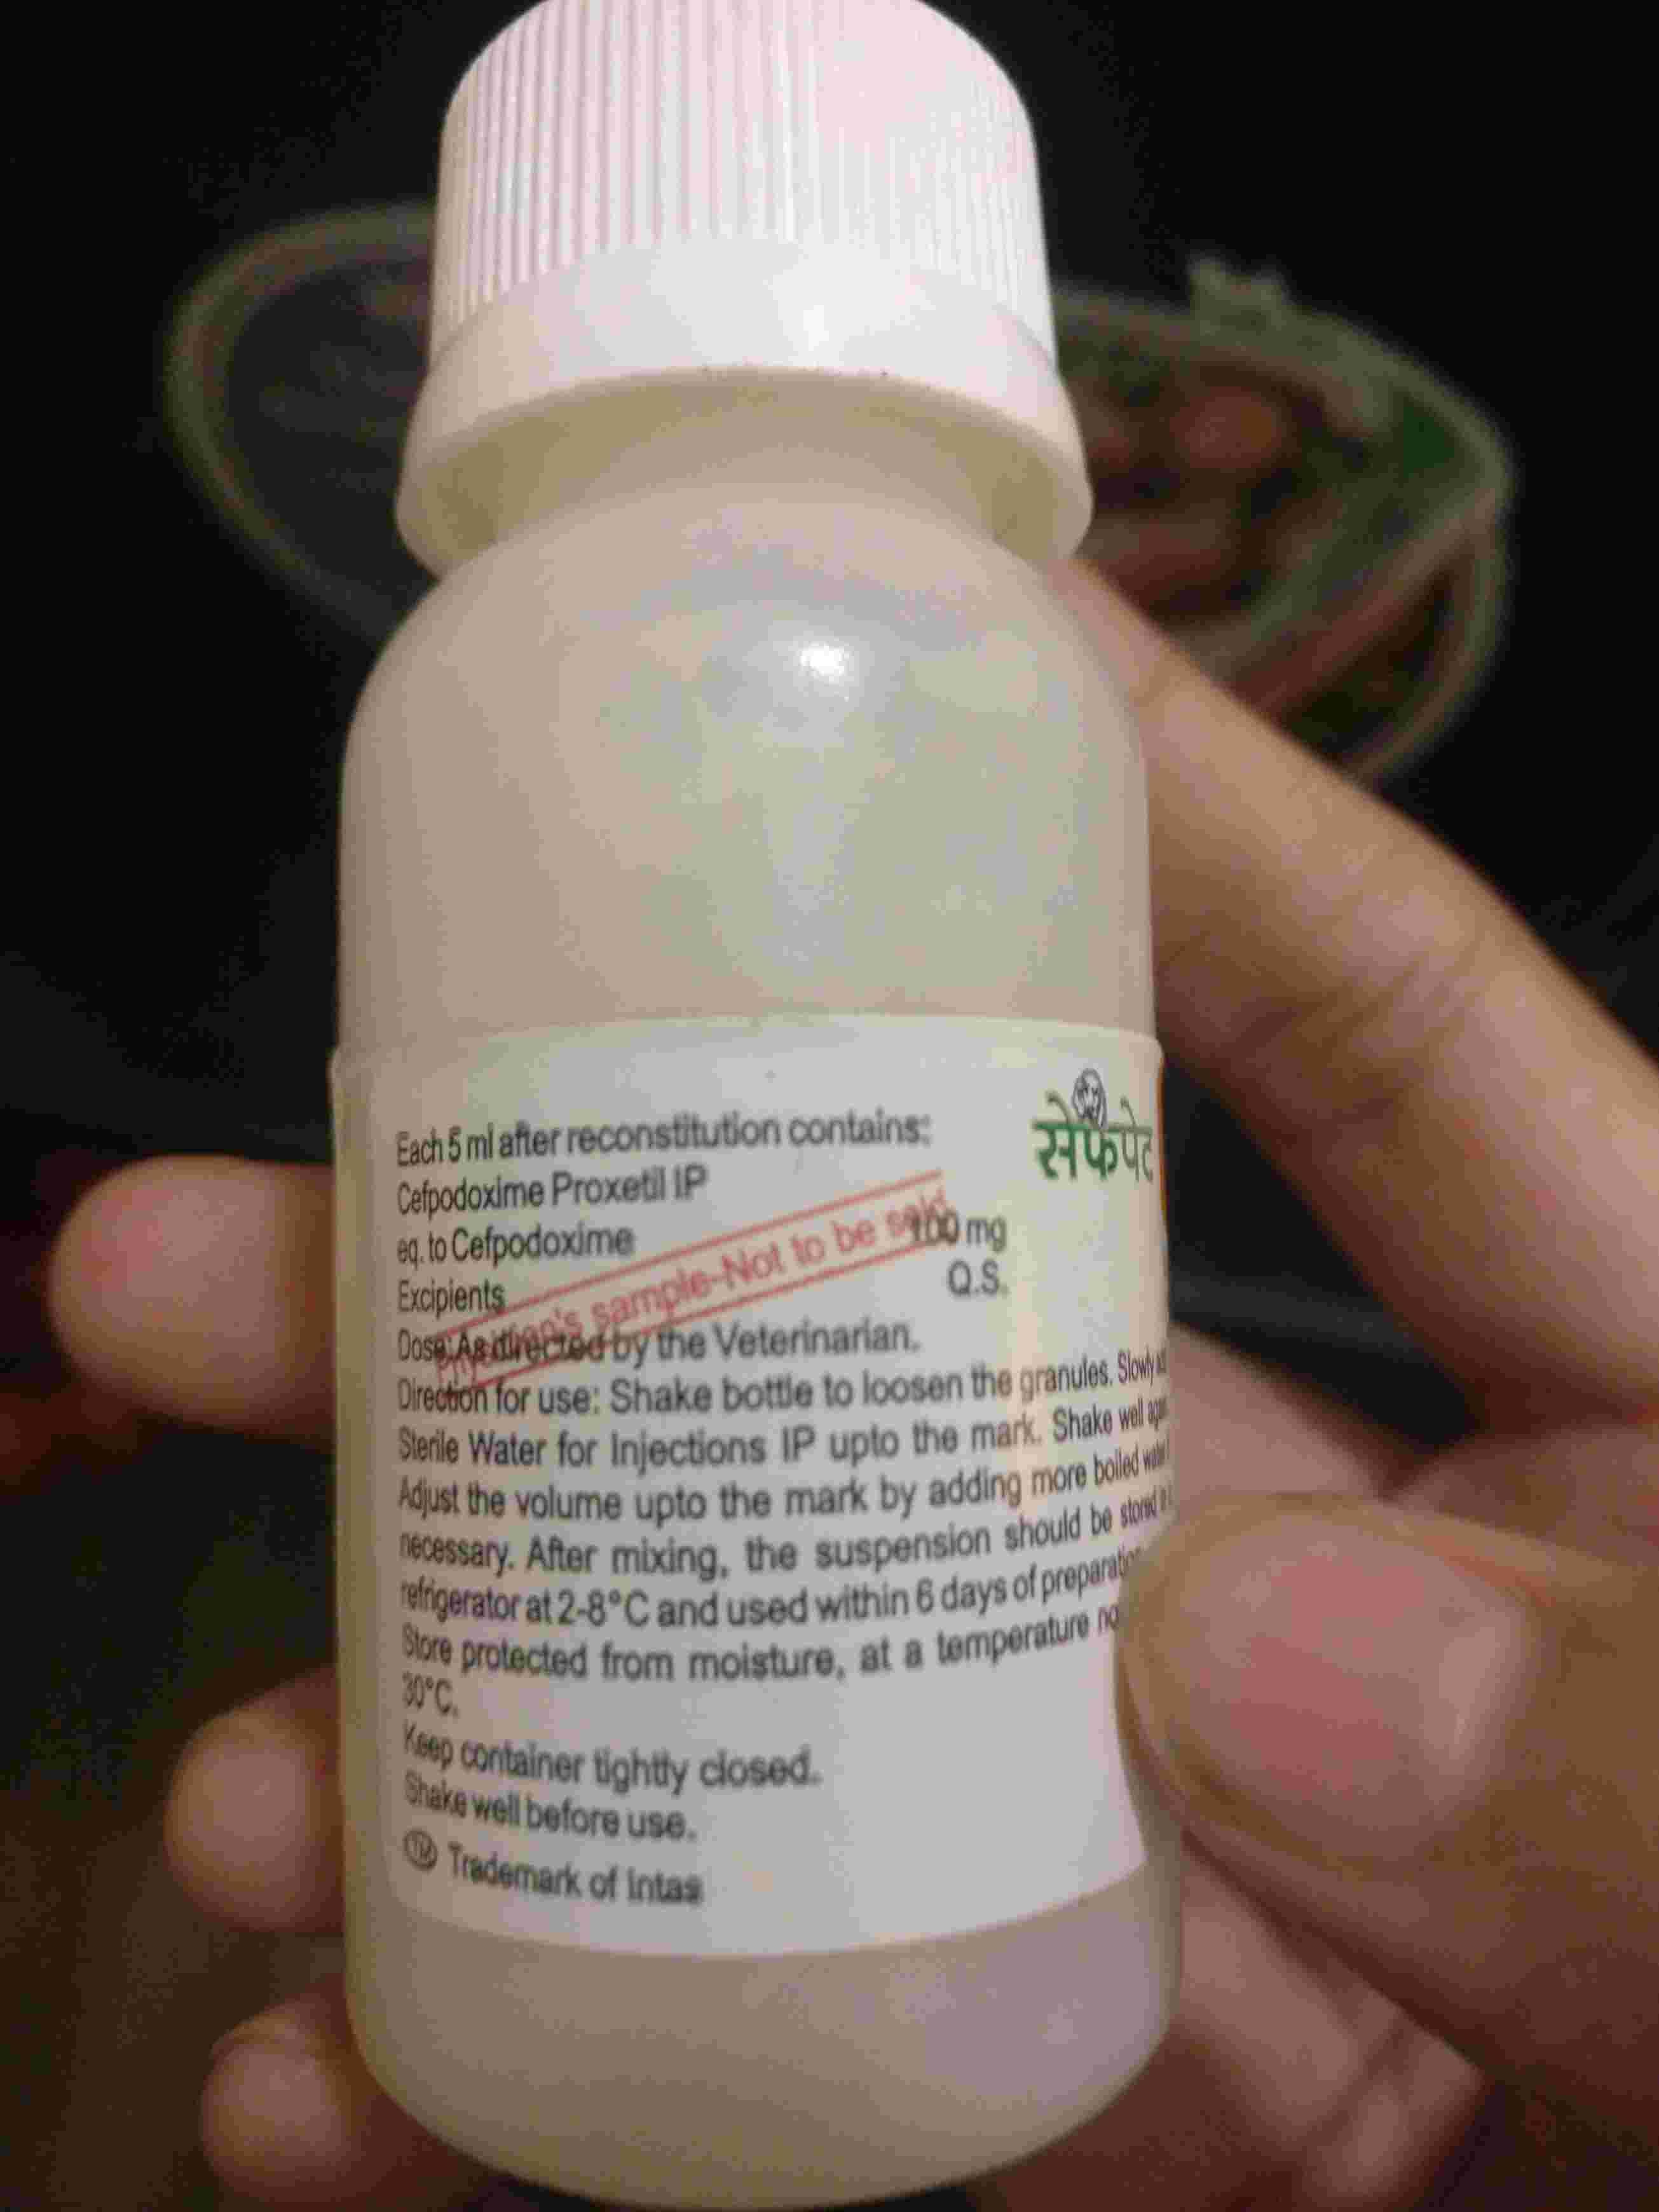 सेफपेट
Each 5 ml after reconstitution contains:
Cefpodoxime Proxetil IP
eq. to Cefpodoxime 100 mg
Excipients Q.S.
sample-Not to be sold
Dose: As directed by the Veterinarian.
Direction for use: Shake bottle to loosen the granules. Slowly
Sterile Water for Injections IP upto the mark. Shake well
Adjust the volume upto the mark by adding more boiled water
necessary. After mixing, the suspension should be stored
refrigerator at 2-8°C and used within 6 days of preparation
Store protected from moisture, at a temperature
30°C.
Keep container tightly closed.
Shake well before use.
TM Trademark of Intas